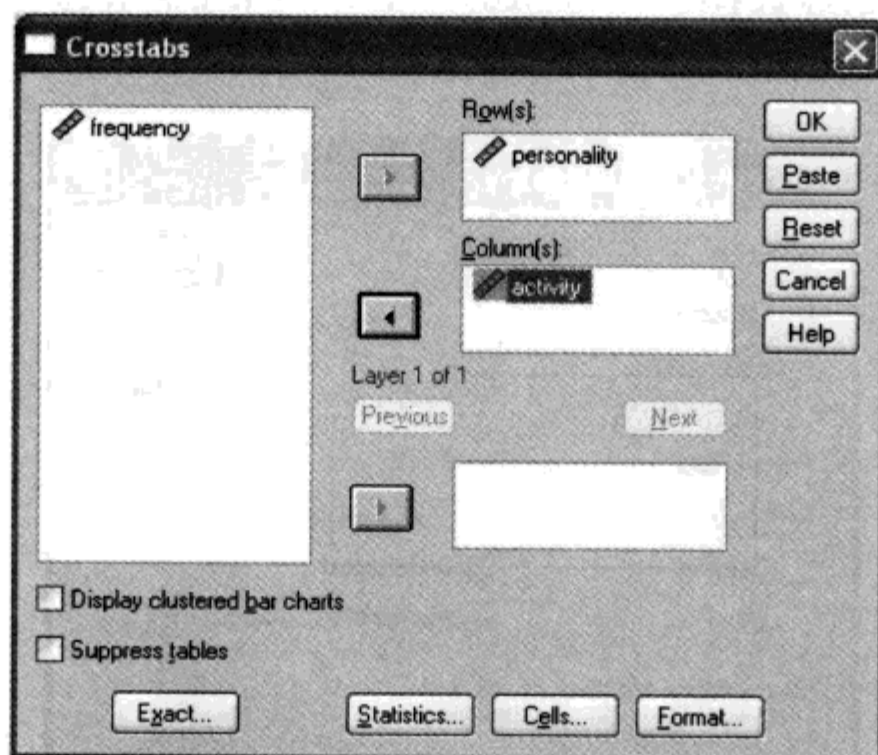 Crosstabs
frequency
Row(s):
personality
Column(s):
activity
Layer 1 of 1
Previous
Next
OK
Paste
Reset
Cancel
Help
Display clustered bar charts
Suppress tables
Exact...
Statistics...
Cells...
Format...